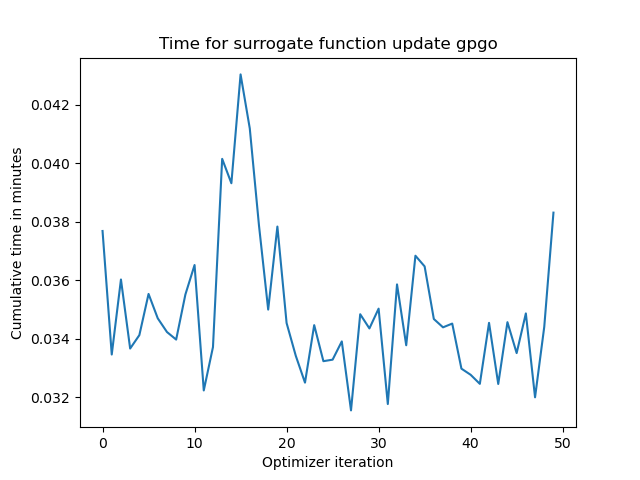 Time for surrogate function update gpgo
Cumulative time in minutes
0.042
0.040
0.038
0.036
0.034
0.032
0 10 20 30 40 50
Optimizer iteration